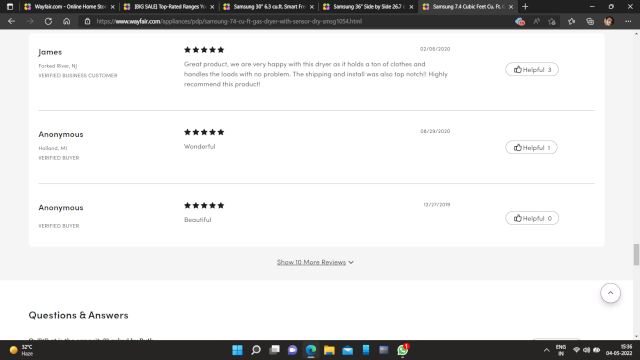 Wayfair.com - Online Home Stor
[BIG SALE] Top-Rated Ranges Yo
Samsung 30" 6.3 cu.ft. Smart Free
Samsung 36" Side by Side 26.7 c
Samsung 7.4 Cubic Feet Cu. Ft. G
https://www.wayfair.com/appliances/pdp/samsung-74-cu-ft-gas-dryer-with-sensor-dry-smsg1054.html
James
02/06/2020
Forked River, NJ
VERIFIED BUSINESS CUSTOMER
Great product, we are very happy with this dryer as it holds a ton of clothes and
handles the loads with no problem. The shipping and install was also top notch!! Highly
recommend this product!
Helpful 3
Anonymous
08/29/2020
Holland, MI
VERIFIED BUYER
Wonderful
Helpful 1
Anonymous
12/27/2019
VERIFIED BUYER
Beautiful
Helpful 0
Show 10 More Reviews
Questions & Answers
32°C
Haze
ENG
IN
15:36
04-05-2022